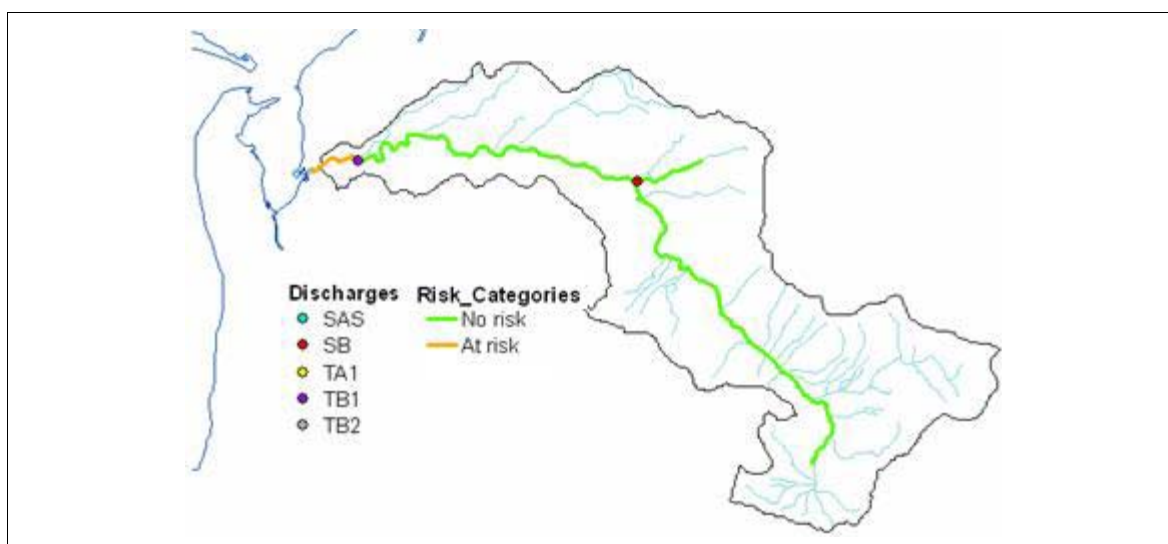 Discharges Risk_Categories
SAS No risk
SB At risk
TA1
TB1
TB2